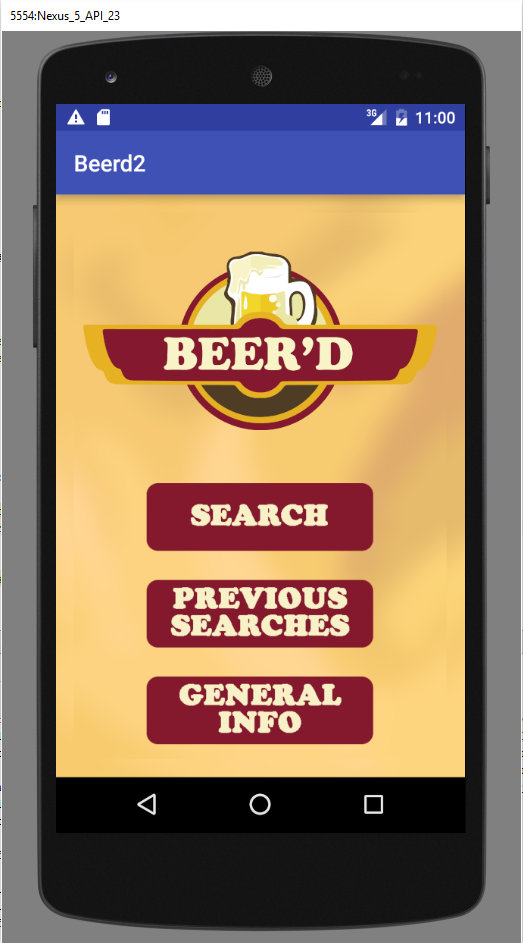 5554:Nexus_5_API_23
3G 11:00
Beerd2
BEER’D
SEARCH
PREVIOUS
SEARCHES
GENERAL
INFO